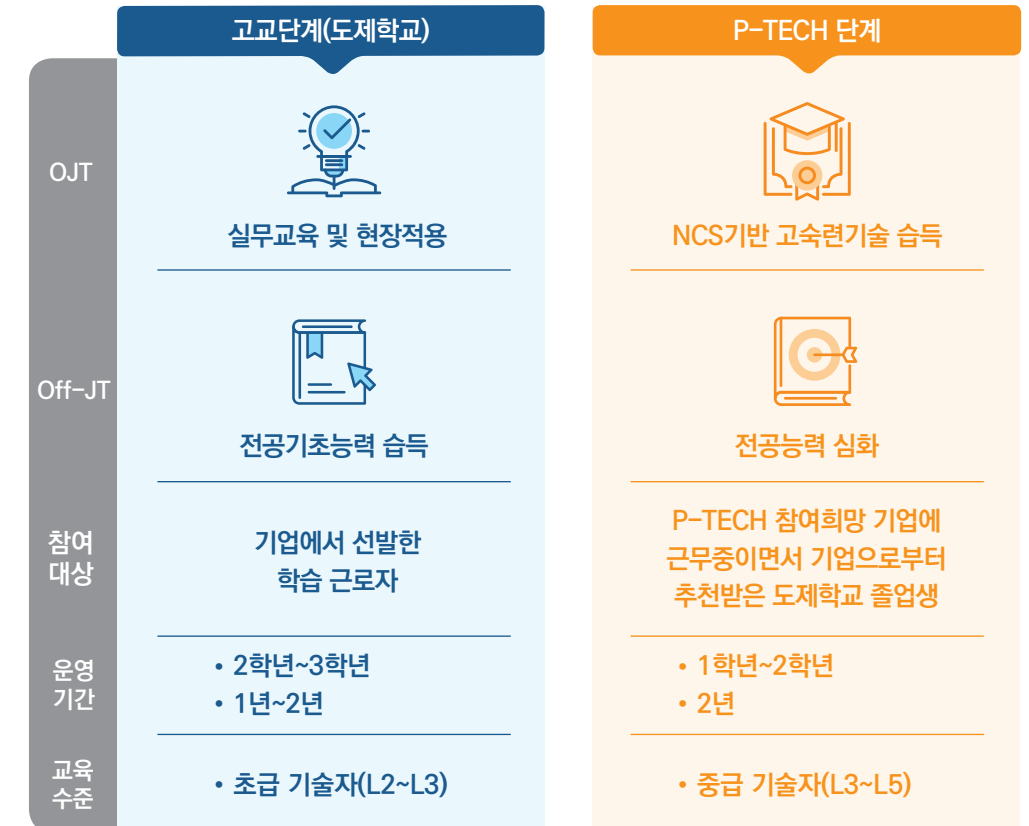 고교단계(도제학교)
P-TECH 단계
OJT
실무교육 및 현장적용
NCS기반 고숙련기술 습득
Off-JT
전공기초능력 습득
전공능력 심화
참여
대상
기업에서 선발한
학습 근로자
P-TECH 참여희망 기업에
근무중이면서 기업으로부터
추천받은 도제학교 졸업생
운영
기간
• 2학년~3학년
• 1년~2년
• 1학년~2학년
• 2년
교육
수준
• 초급 기술자(L2~L3)
• 중급 기술자(L3~L5)